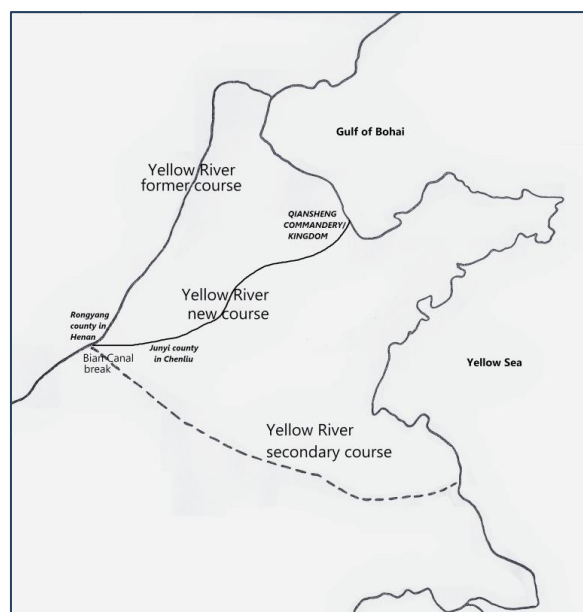 Gulf of Bohai
Yellow River
former course
QIANSHENG
COMMANDERY/
KINGDOM
Yellow River
new course
Rongyang
county in
Henan
Bian Canal
break
Junyi county
in Chenliu
Yellow Sea
Yellow River
secondary course